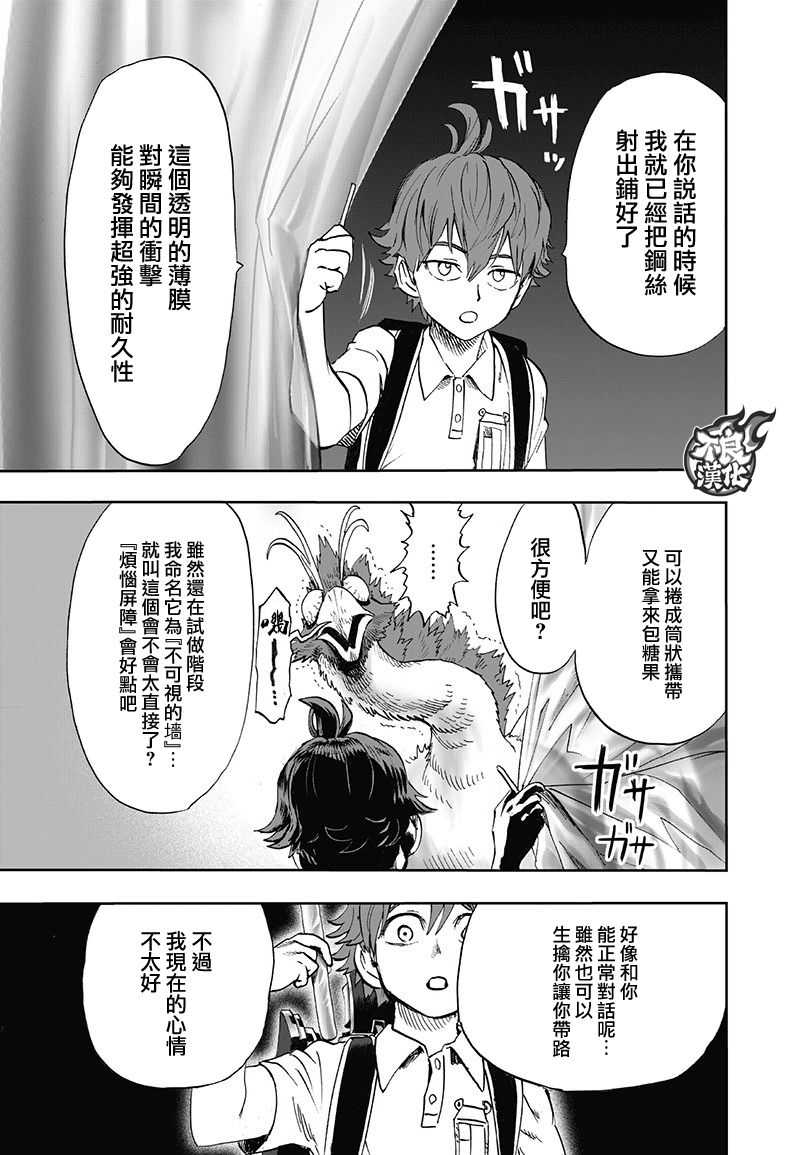 在你説話的時候
我就已經把鋼絲
射出鋪好了
ガサ
這個透明的薄膜
對瞬間的衝擊
能夠發揮超強的耐久性
不良漢化
可以捲成筒狀攜帶
又能拿來包糖果
很方便吧？
……
ガサガサ
雖然還在試做階段
我命名它為『不可視的墙』…
就叫這個會不會太直接了？
『煩惱屏障』會好點吧
好像和你
能正常對話呢…
雖然也可以
生擒你讓你帶路
不過
我現在的心情
不太好